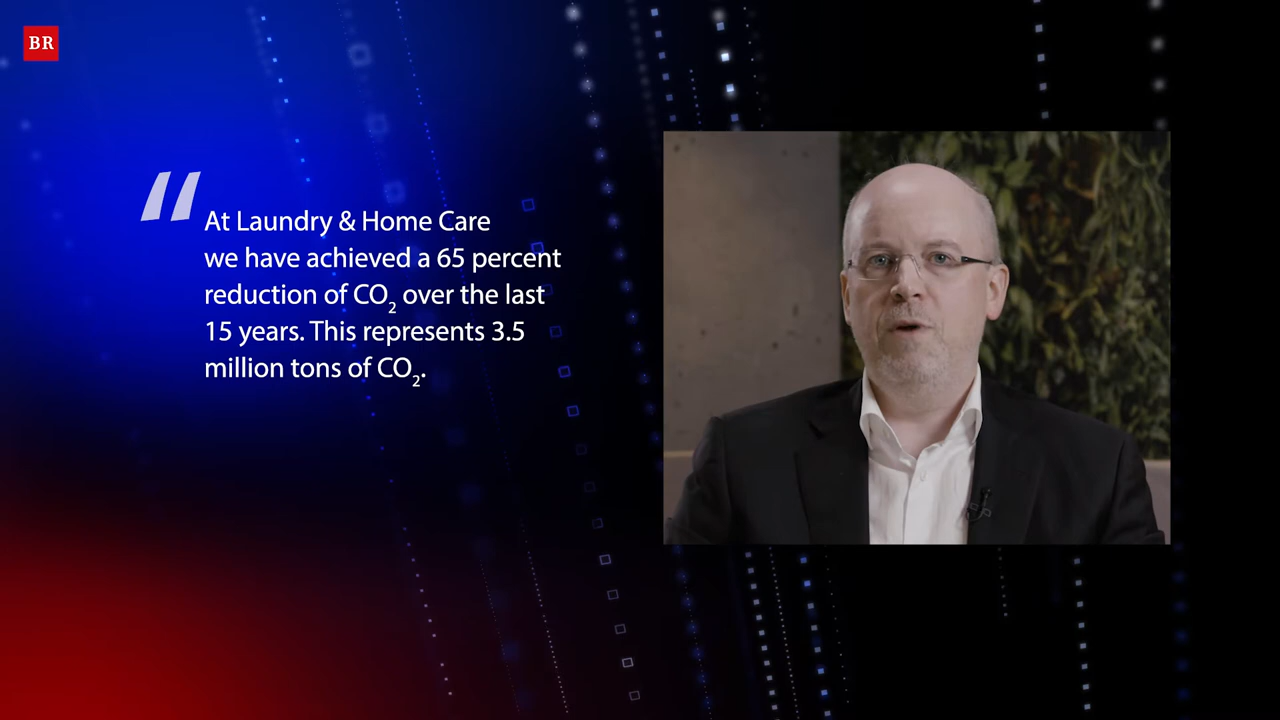 BR
“
At Laundry & Home Care
we have achieved a 65 percent
reduction of CO₂ over the last
15 years. This represents 3.5
million tons of CO₂.